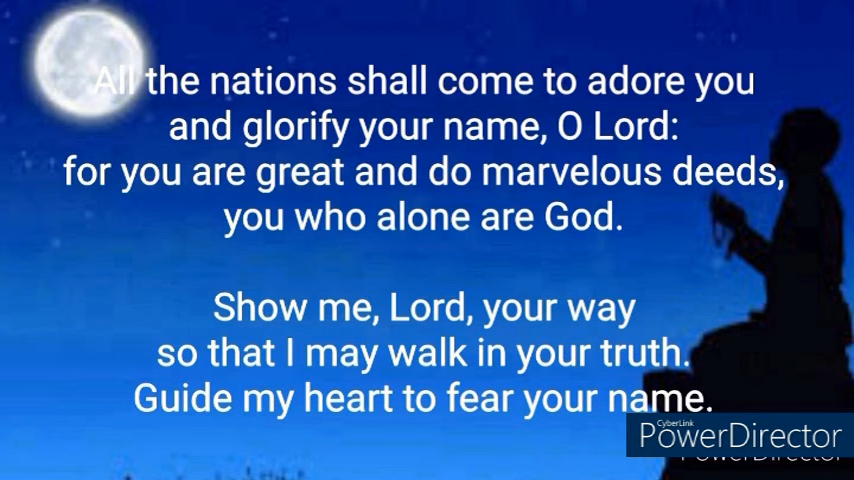 All the nations shall come to adore you
and glorify your name, O Lord:
for you are great and do marvelous deeds,
you who alone are God.
Show me, Lord, your way
so that I may walk in your truth.
Guide my heart to fear your name.
CyberLink
PowerDirector
PowerDirector